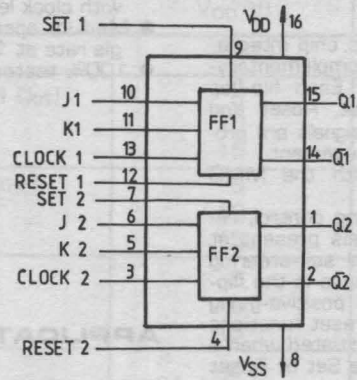 SET 1
VDD
16
9
J1
10
15
Q1
K1
11
CLOCK 1
13
14
Q̄1
RESET 1
12
SET 2
7
FF1
J 2
6
1
Q2
K 2
5
FF2
CLOCK 2
3
2
Q̄2
4
RESET 2
8
VSS